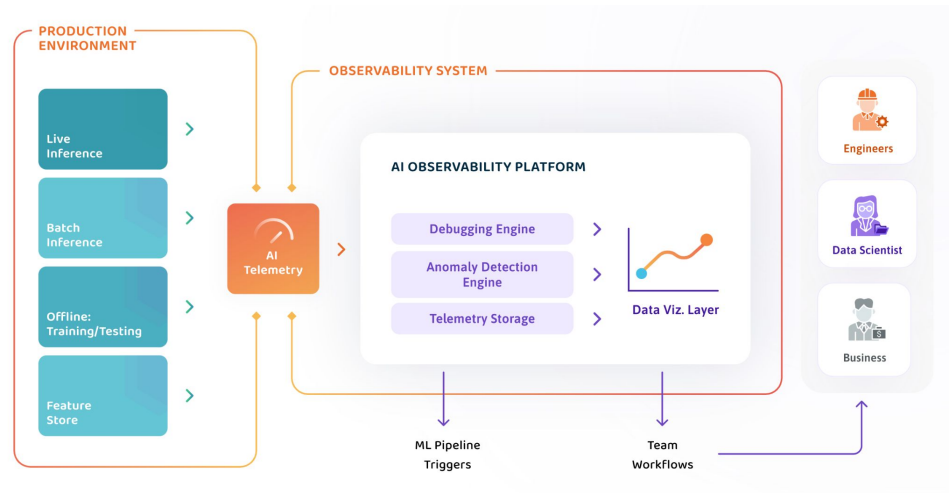 PRODUCTION
ENVIRONMENT
OBSERVABILITY SYSTEM
Live
Inference
Batch
Inference
Offline:
Training/Testing
Feature
Store
AI
Telemetry
AI OBSERVABILITY PLATFORM
Debugging Engine
Anomaly Detection
Engine
Telemetry Storage
Data Viz. Layer
ML Pipeline
Triggers
Team
Workflows
Engineers
Data Scientist
$
Business